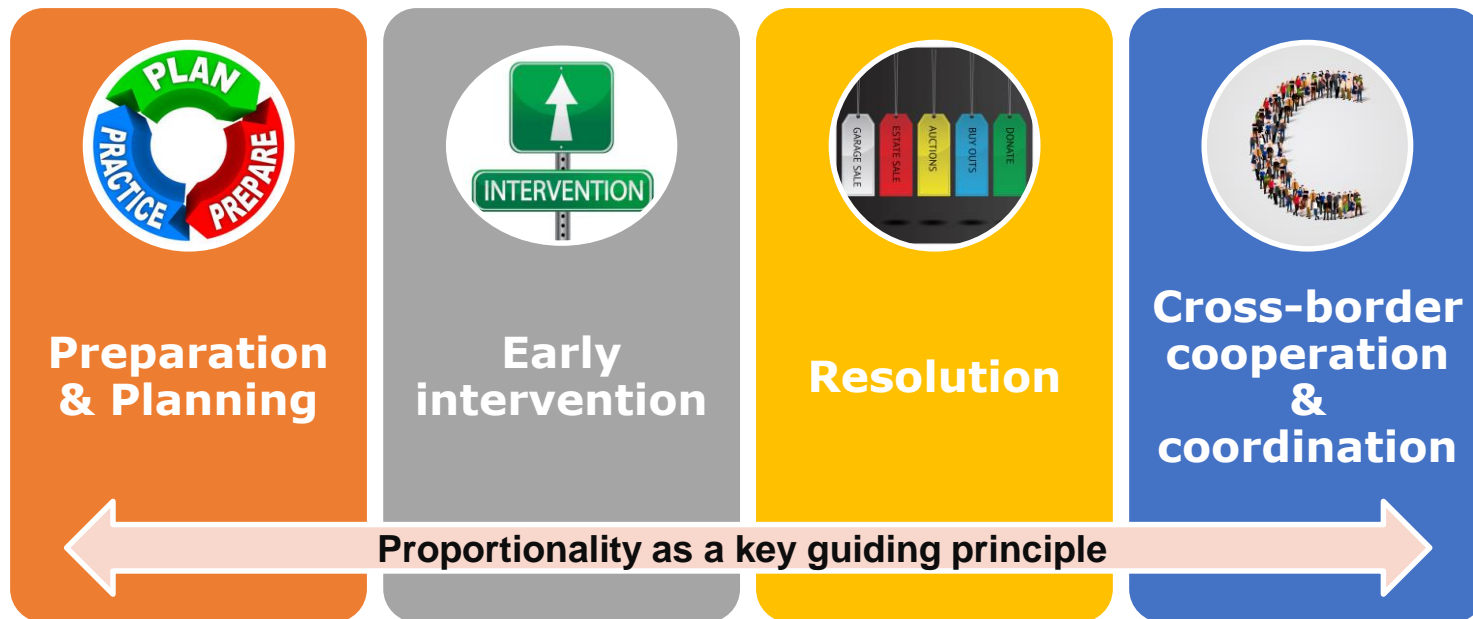 PLAN
PRACTICE
PREPARE
INTERVENTION
GARAGE SALE
ESTATE SALE
AUCTIONS
BUY OUTS
DONATE
Preparation
& Planning
Early
intervention
Resolution
Cross-border
cooperation
&
coordination
Proportionality as a key guiding principle